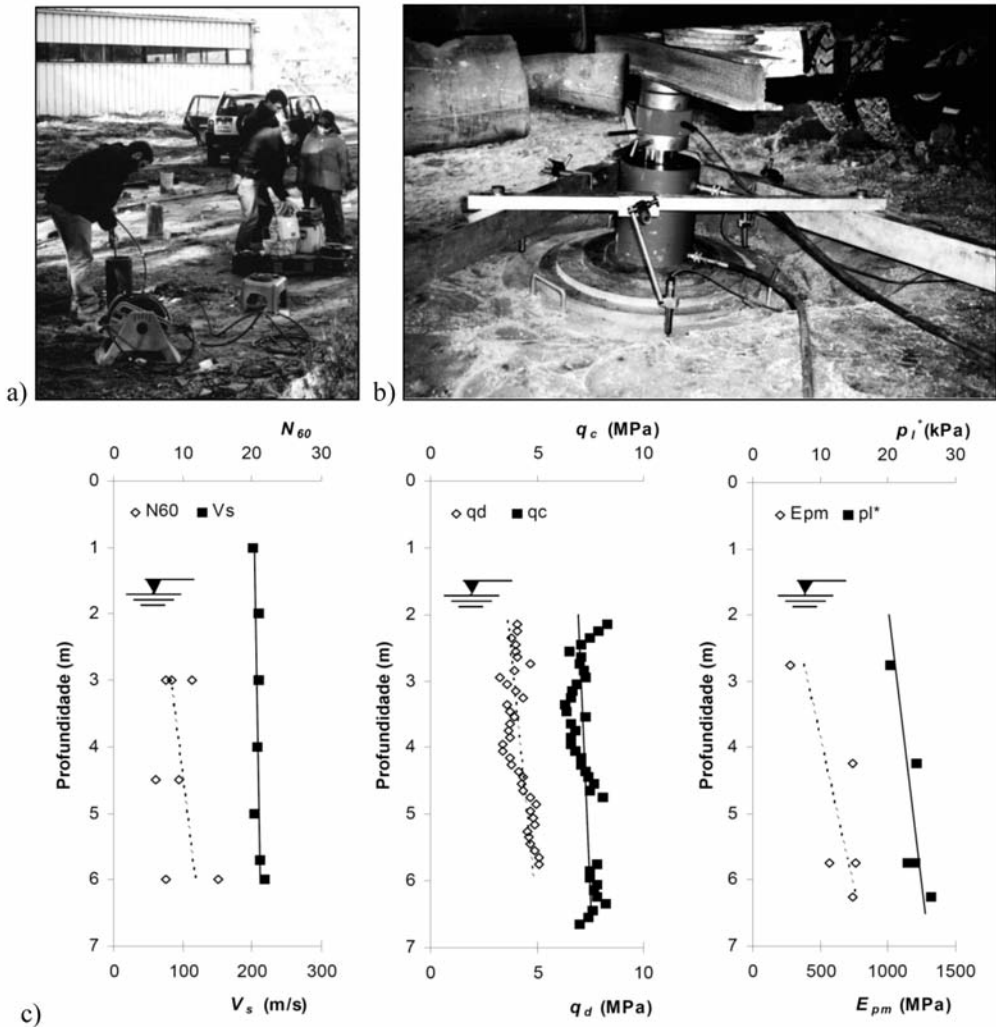 a)
b)
N60
0 10 20 30
0
1
2
3
4
5
6
7
N60 Vs
Profundidade (m)
0 100 200 300
Vs (m/s)
qc (MPa)
0 5 10
0
1
2
3
4
5
6
7
qd qc
Profundidade (m)
0 5 10
qd (MPa)
pl*(kPa)
0 10 20 30
0
1
2
3
4
5
6
7
Epm pl*
Profundidade (m)
0 500 1000 1500
Epm (MPa)
c)